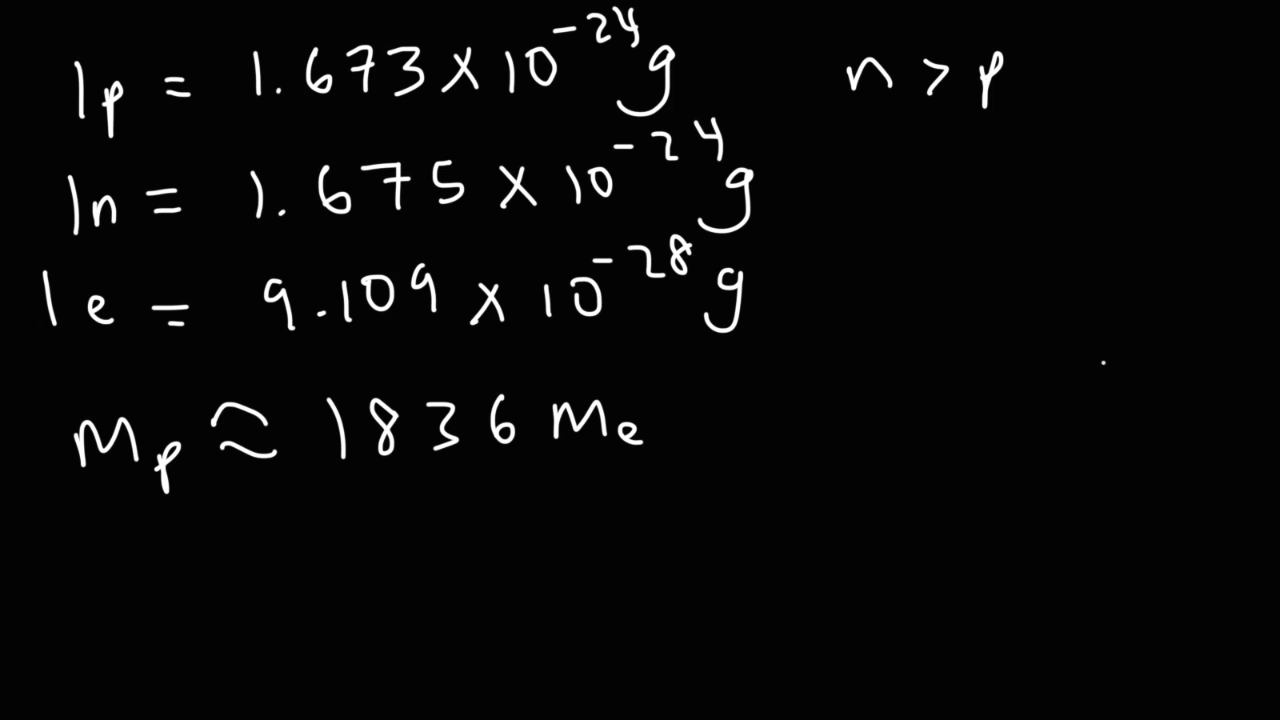 1p = 1.673 × 10⁻²⁴ g n > p
1n = 1.675 × 10⁻²⁴ g
1e = 9.109 × 10⁻²⁸ g
mₚ ≈ 1836 mₑ